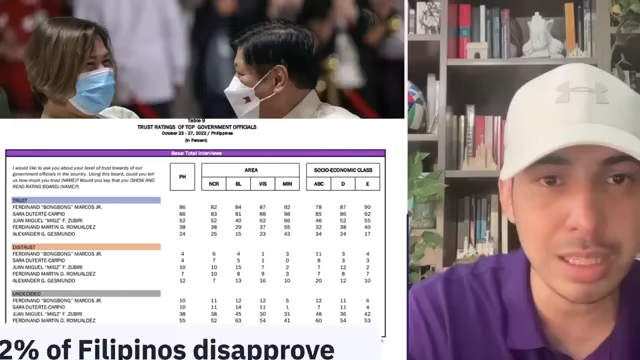 Table 9
TRUST RATINGS OF TOP GOVERNMENT OFFICIALS
October 23 - 27, 2022 / Philippines
(In Percent)
Base: Total Interviews
I would like to ask you about your level of trust towards of our
government officials in the country. Using this board, could you tell
us how much you trust (NAME)? Would you say that you (SHOW AND
READ RATING BOARD) (NAME)?
PH AREA SOCIO-ECONOMIC CLASS
NCR BL VIS MIN ABC D E
TRUST
FERDINAND "BONGBONG" MARCOS JR. 86 82 84 87 92 78 87 90
SARA DUTERTE-CARPIO 86 83 81 88 98 85 86 92
JUAN MIGUEL "MIGZ" F. ZUBIRI 52 52 40 62 66 46 52 55
FERDINAND MARTIN G. ROMUALDEZ 38 38 29 37 55 32 38 40
ALEXANDER G. GESMUNDO 24 25 15 23 43 34 24 17
DISTRUST
FERDINAND "BONGBONG" MARCOS JR. 4 6 4 1 3 11 3 4
SARA DUTERTE-CARPIO 4 7 5 1 0 8 3 3
JUAN MIGUEL "MIGZ" F. ZUBIRI 10 10 15 7 2 7 12 2
FERDINAND MARTIN G. ROMUALDEZ 7 10 8 9 3 8 7 7
ALEXANDER G. GESMUNDO 12 7 13 16 10 20 12 10
UNDECIDED
FERDINAND "BONGBONG" MARCOS JR. 10 11 12 12 5 12 11 6
SARA DUTERTE-CARPIO 10 11 14 11 1 7 11 4
JUAN MIGUEL "MIGZ" F. ZUBIRI 38 38 45 30 31 48 36 42
FERDINAND MARTIN G. ROMUALDEZ 55 52 63 54 41 60 54 53
2% of Filipinos disapprove